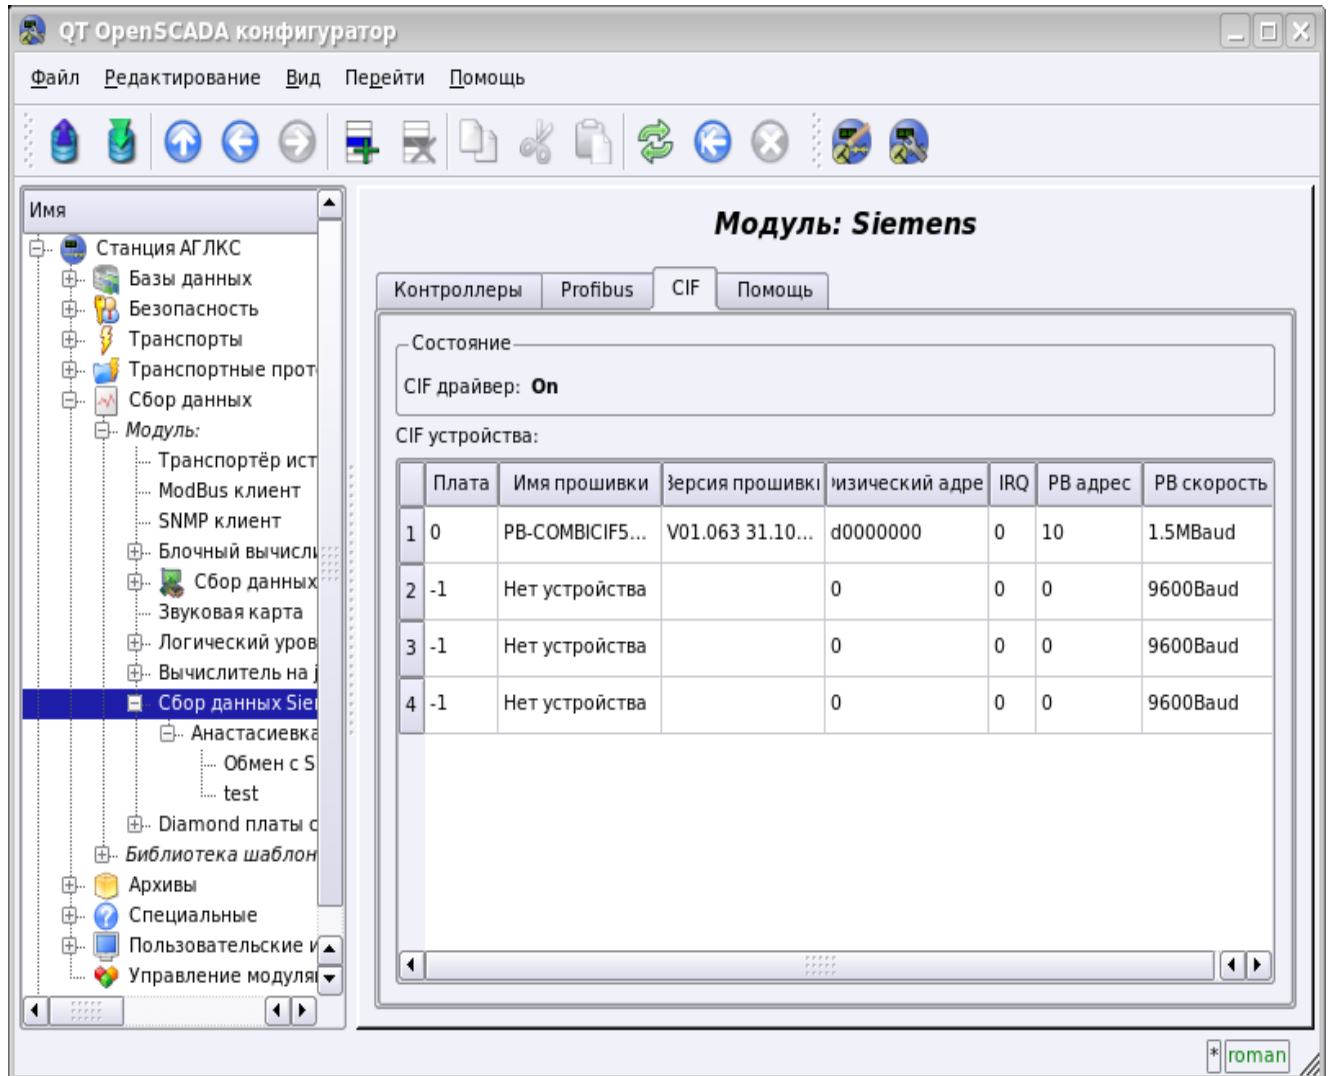 QT OpenSCADA конфигуратор
Файл Редактирование Вид Перейти Помощь
Имя
Станция АГЛКС
Базы данных
Безопасность
Транспорты
Транспортные прот
Сбор данных
Модуль:
Транспортёр ист
ModBus клиент
SNMP клиент
Блочный вычисли
Сбор данных
Звуковая карта
Логический уров
Вычислитель на j
Сбор данных Sie
Анастасиевка
Обмен с S
test
Diamond платы с
Библиотека шаблон
Архивы
Специальные
Пользовательские и
Управление модуля
Модуль: Siemens
Контроллеры Profibus CIF Помощь
Состояние
CIF драйвер: On
CIF устройства:
Плата Имя прошивки Версия прошивки физический адре IRQ PB адрес PB скорость
1 0 PB-COMBICIF5... V01.063 31.10... d0000000 0 10 1.5MBaud
2 -1 Нет устройства 0 0 0 9600Baud
3 -1 Нет устройства 0 0 0 9600Baud
4 -1 Нет устройства 0 0 0 9600Baud
* roman